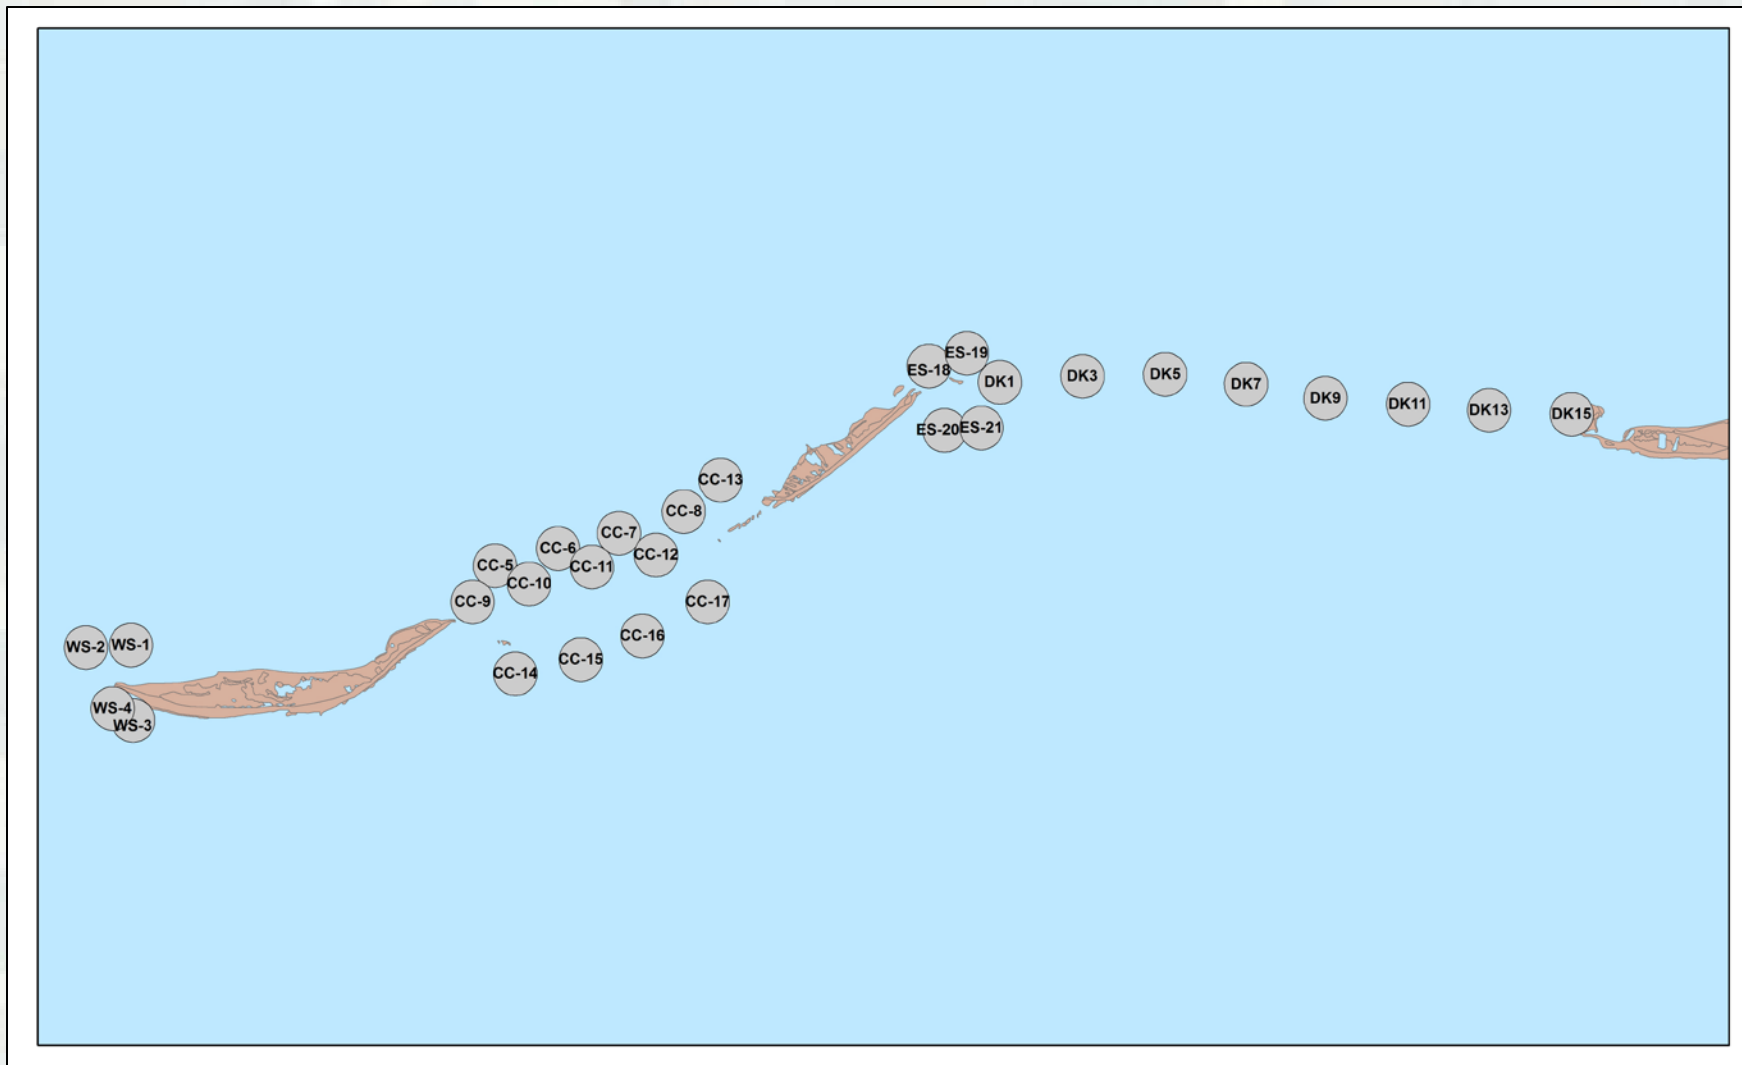 ES-19
ES-18
DK1
DK3
DK5
DK7
DK9
DK11
DK13
DK15
ES-20
ES-21
CC-13
CC-8
CC-7
CC-6
CC-12
CC-5
CC-11
CC-10
CC-9
CC-17
CC-16
WS-2
WS-1
CC-15
CC-14
WS-4
WS-3